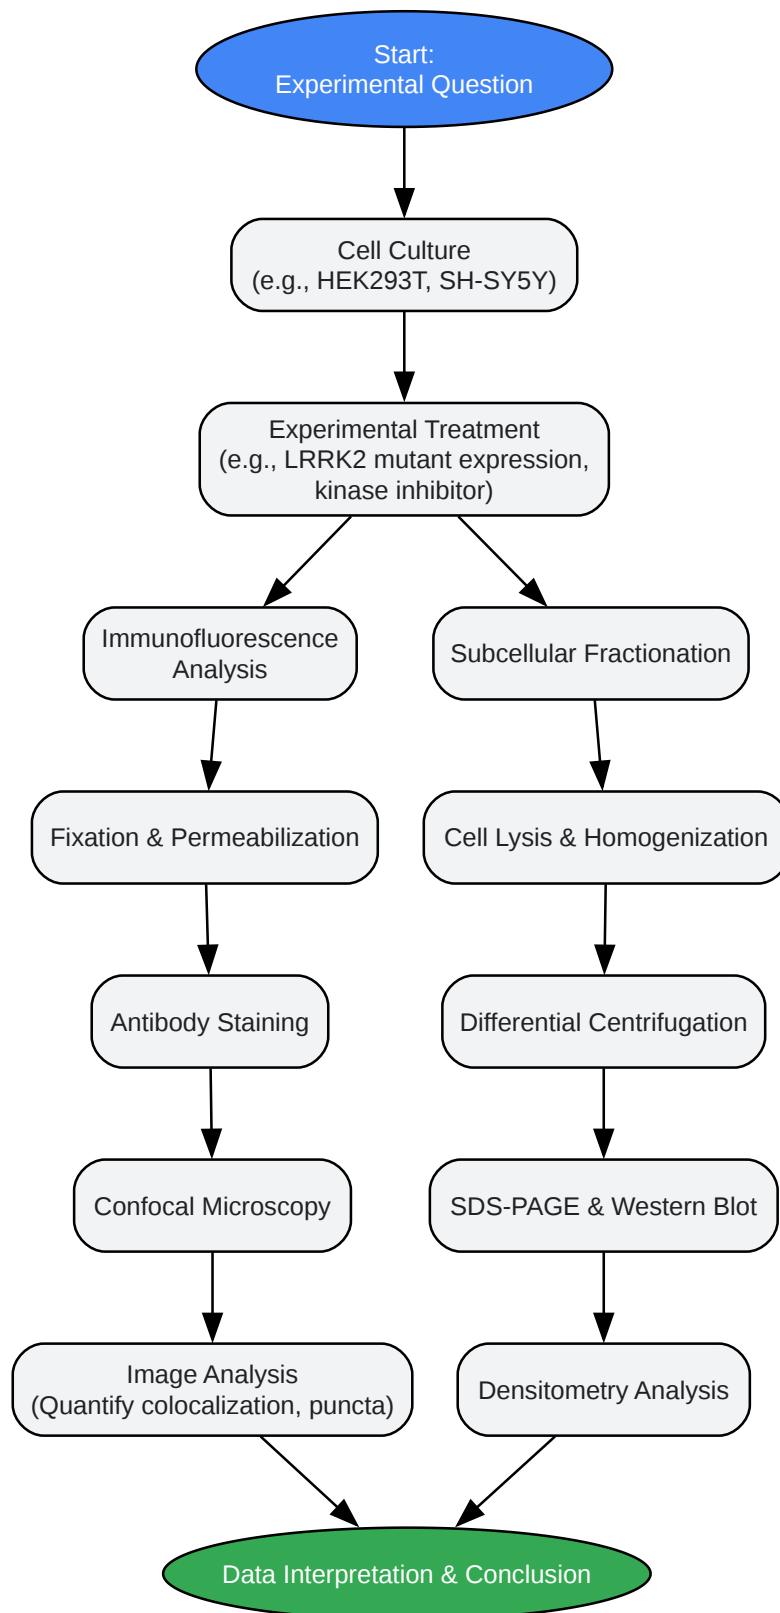 Start:
Experimental Question
Cell Culture
(e.g., HEK293T, SH-SY5Y)
Experimental Treatment
(e.g., LRRK2 mutant expression,
kinase inhibitor)
Immunofluorescence
Analysis
Subcellular Fractionation
Fixation & Permeabilization
Cell Lysis & Homogenization
Antibody Staining
Differential Centrifugation
Confocal Microscopy
SDS-PAGE & Western Blot
Image Analysis
(Quantify colocalization, puncta)
Densitometry Analysis
Data Interpretation & Conclusion